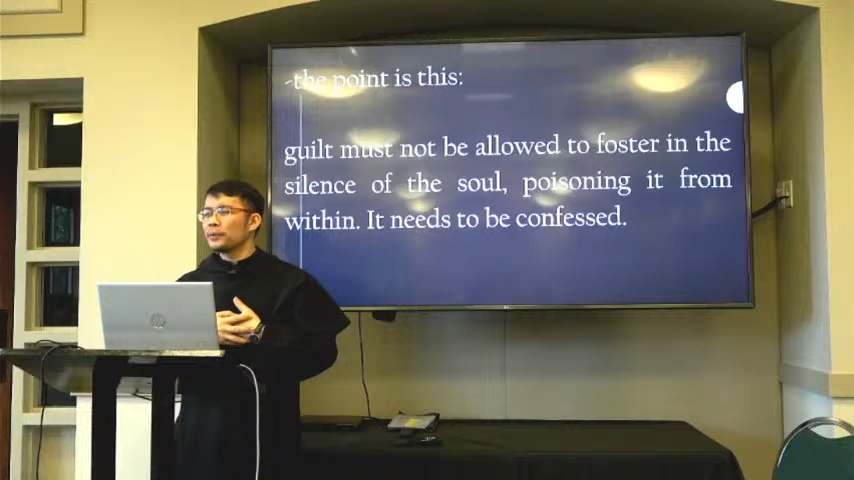 -the point is this:
guilt must not be allowed to foster in the
silence of the soul, poisoning it from
within. It needs to be confessed.
hp